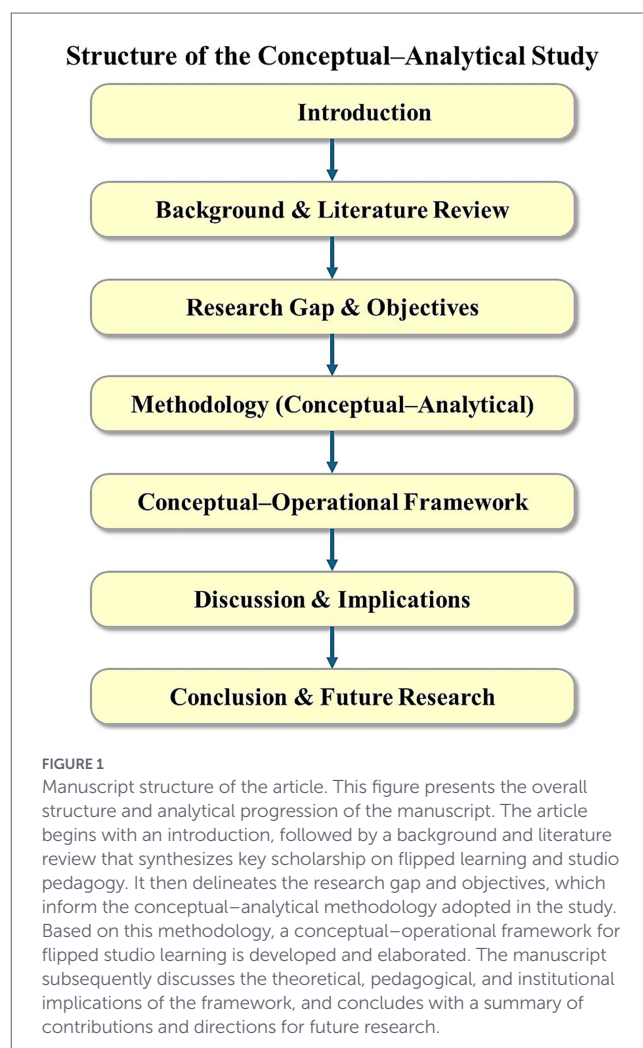 Structure of the Conceptual–Analytical Study
Introduction
Background & Literature Review
Research Gap & Objectives
Methodology (Conceptual–Analytical)
Conceptual–Operational Framework
Discussion & Implications
Conclusion & Future Research
FIGURE 1
Manuscript structure of the article. This figure presents the overall
structure and analytical progression of the manuscript. The article
begins with an introduction, followed by a background and literature
review that synthesizes key scholarship on flipped learning and studio
pedagogy. It then delineates the research gap and objectives, which
inform the conceptual–analytical methodology adopted in the study.
Based on this methodology, a conceptual–operational framework for
flipped studio learning is developed and elaborated. The manuscript
subsequently discusses the theoretical, pedagogical, and institutional
implications of the framework, and concludes with a summary of
contributions and directions for future research.